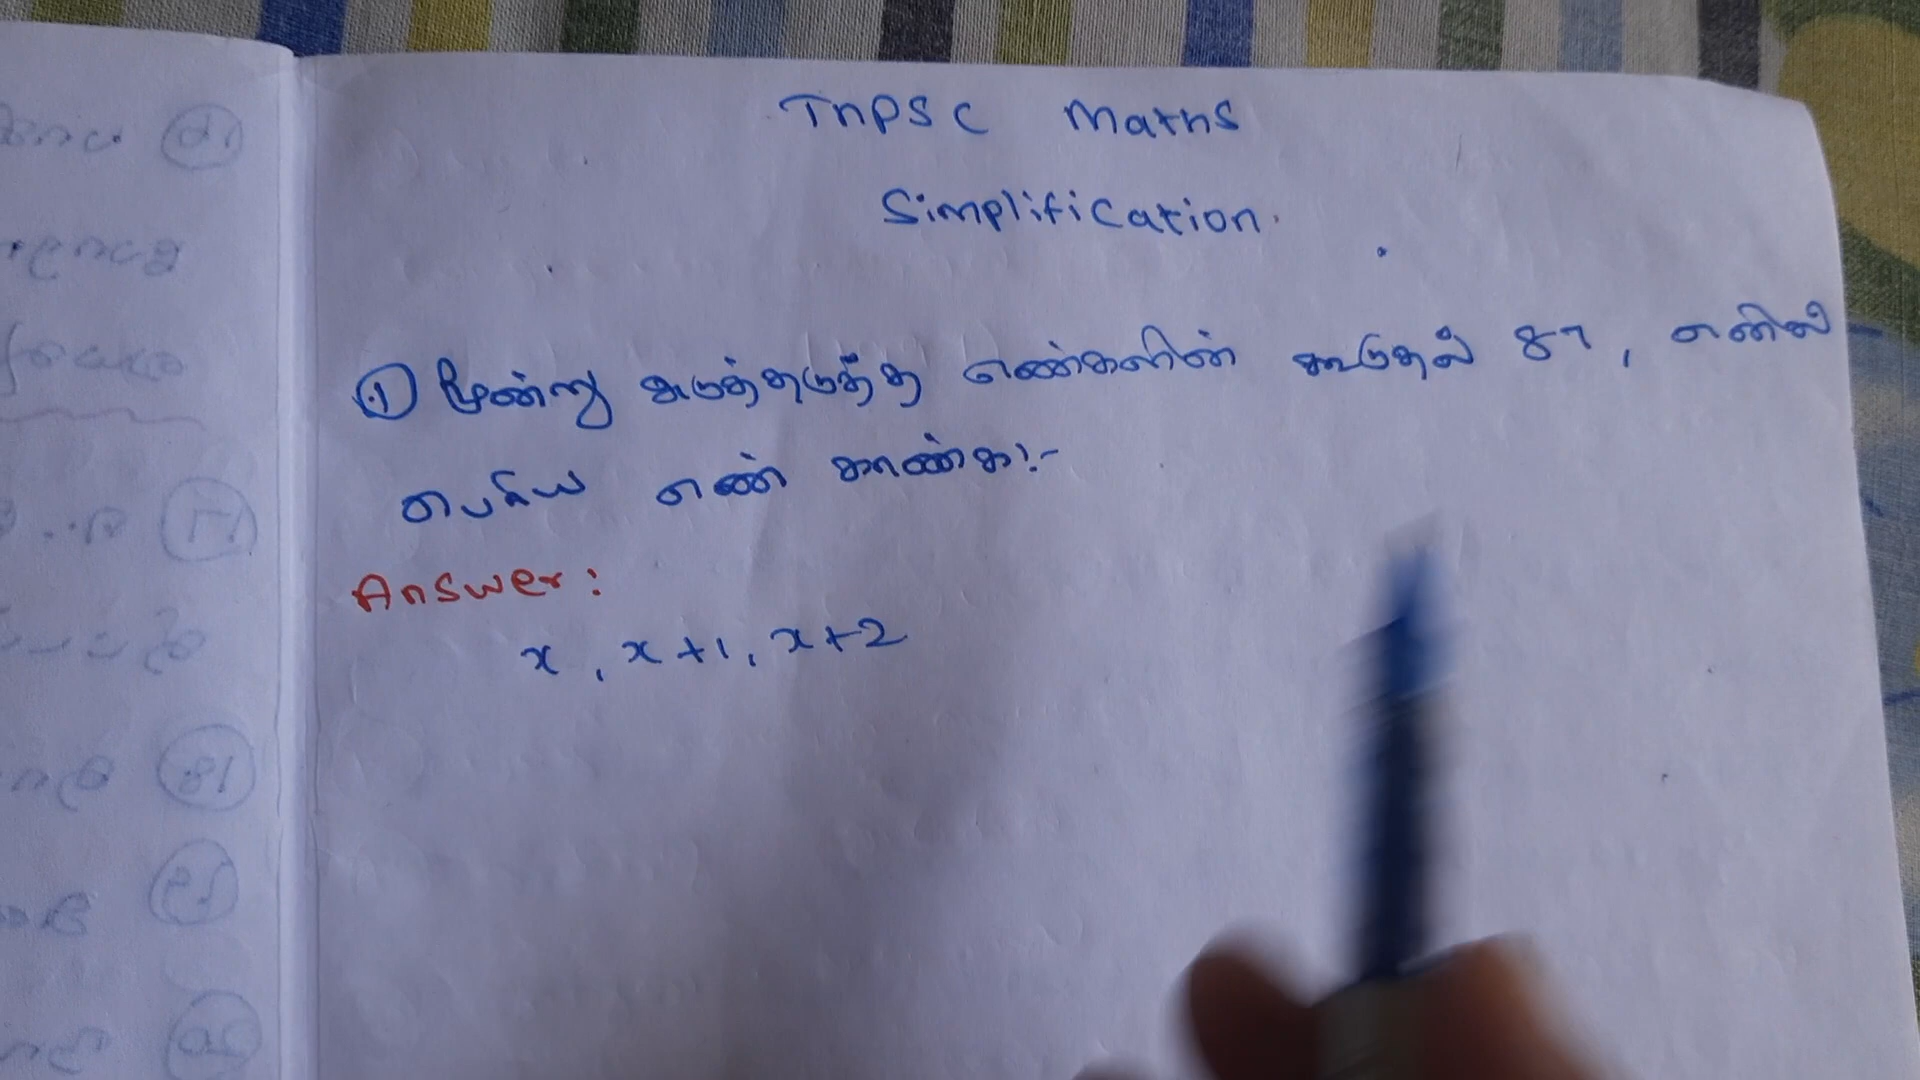 TNPSC Maths
Simplification.
① மூன்று அடுத்தடுத்த எண்களின் கூடுதல் 87, எனில்
பெரிய எண் காண்க:-
Answer:
x, x+1, x+2